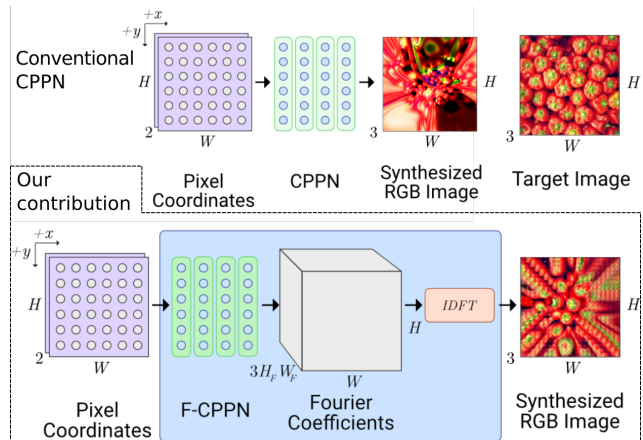 +x
+y
Conventional
CPPN
H
2
W
3
W
H
3
W
H
Pixel
Coordinates
CPPN
Synthesized
RGB Image
Target Image
Our
contribution
+x
+y
H
2
W
3H_F W_F
W
H
IDFT
3
W
H
Pixel
Coordinates
F-CPPN
Fourier
Coefficients
Synthesized
RGB Image